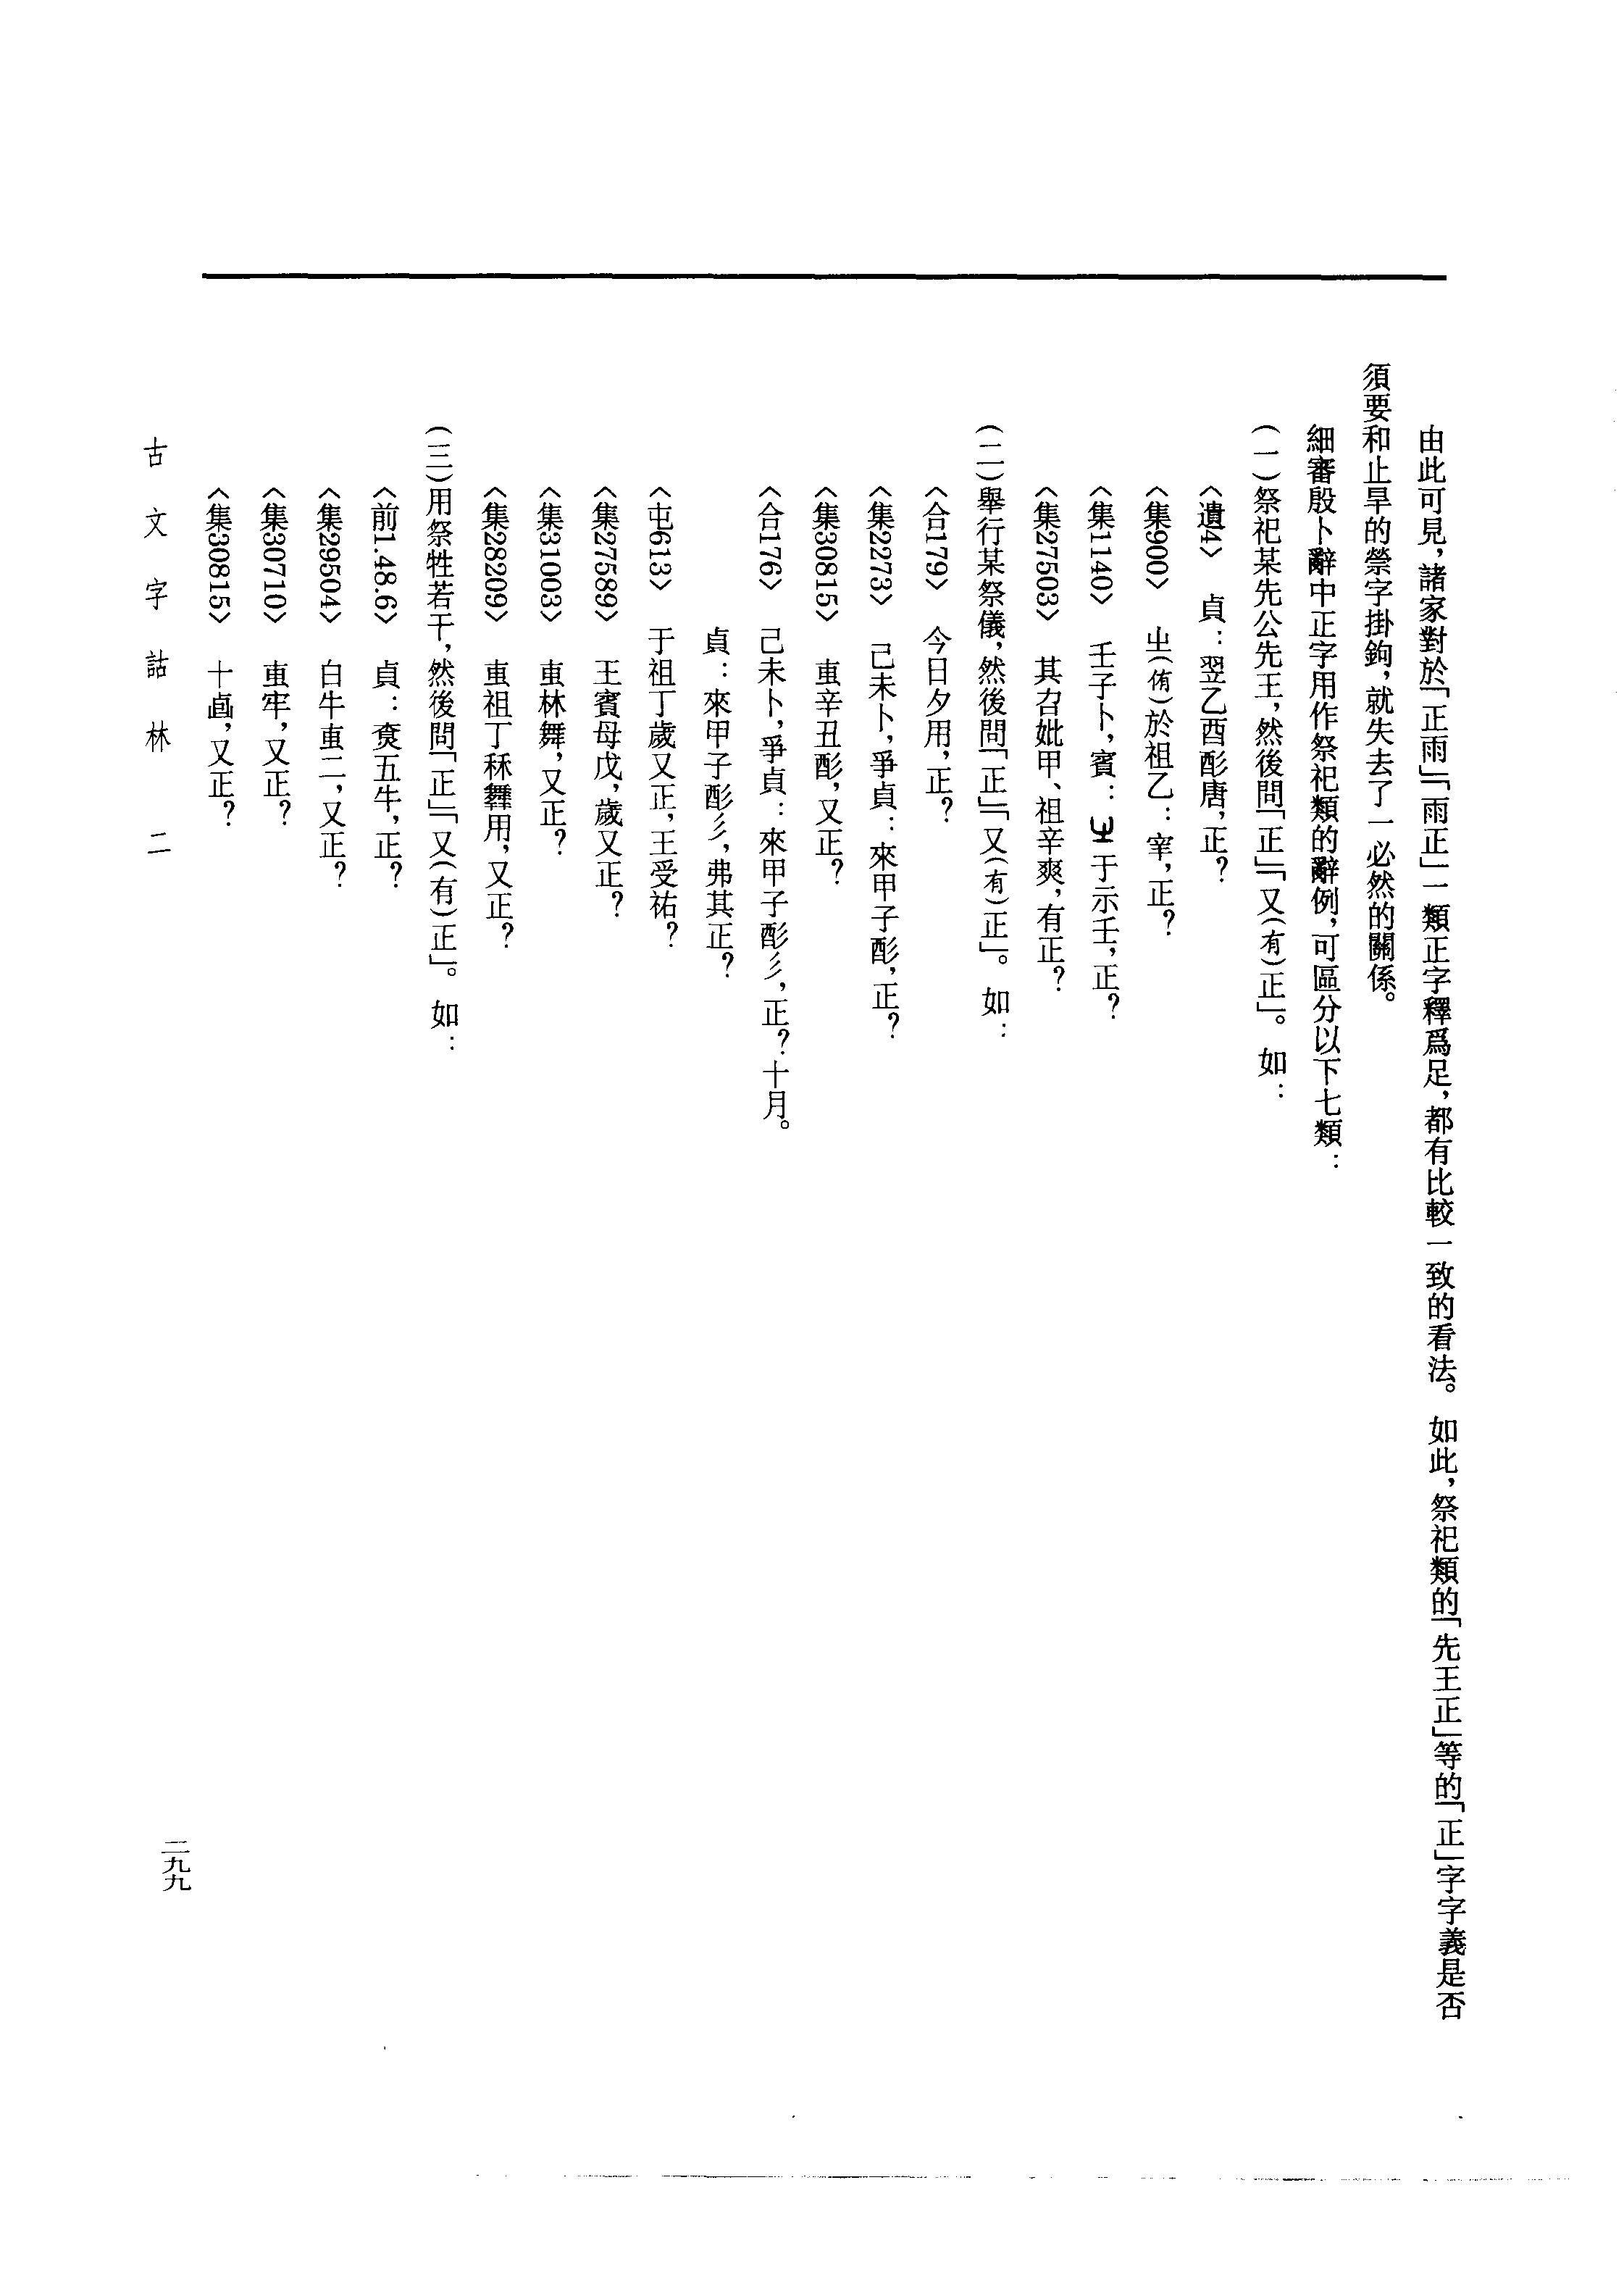 由此可見，諸家對於「正雨」「雨正」一類正字釋爲足，都有比較一致的看法。如此，祭祀類的「先王正」等的「正」字字義是否
須要和止旱的禜字掛鉤，就失去了一必然的關係。
細審殷卜辭中正字用作祭祀類的辭例，可區分以下七類：
(一)祭祀某先公先王，然後問「正」「又(有)正」。如：
〈遺4〉　貞：翌乙酉酌唐，正？
〈集900〉　㞢(侑)於祖乙：宰，正？
〈集1140〉　壬子卜，賓：㞢于示壬，正？
〈集27503〉　其召妣甲、祖辛爽，有正？
(二)舉行某祭儀，然後問「正」「又(有)正」。如：
〈合179〉　今日夕用，正？
〈集2273〉　己未卜，爭貞：來甲子酌，正？
〈集30815〉　叀辛丑酌，又正？
〈合176〉　己未卜，爭貞：來甲子酌彡，正？十月。
貞：來甲子酌彡，弗其正？
〈屯613〉　于祖丁歲又正，王受祐？
〈集27589〉　王賓母戊，歲又正？
〈集31003〉　叀林舞，又正？
〈集28209〉　叀祖丁秝舞用，又正？
(三)用祭牲若干，然後問「正」「又(有)正」。如：
〈前1.48.6〉　貞：尞五牛，正？
〈集29504〉　白牛叀二，又正？
〈集30710〉　叀牢，又正？
〈集30815〉　十，又正？
古文字詁林　二
二九九